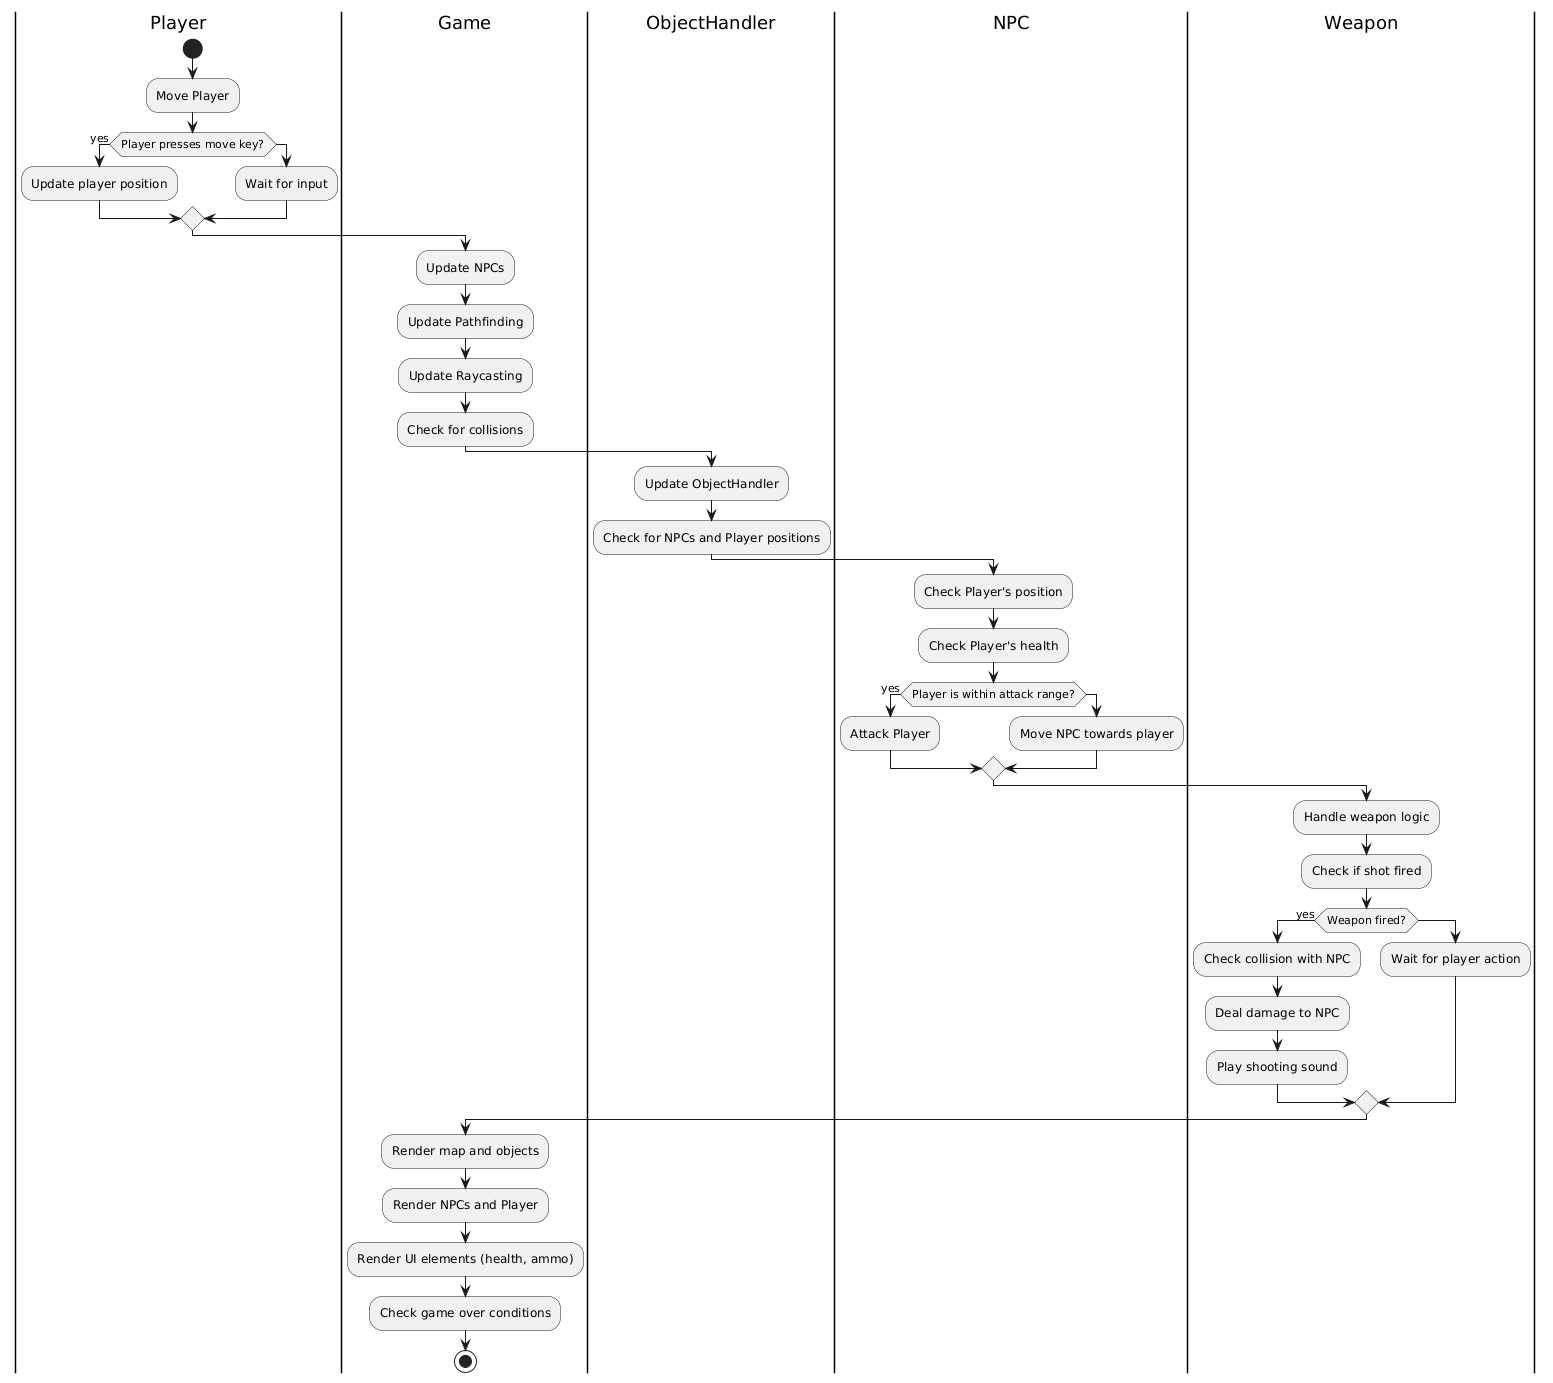 Player
Game
ObjectHandler
NPC
Weapon
Move Player
yes
Player presses move key?
Update player position
Wait for input
Update NPCs
Update Pathfinding
Update Raycasting
Check for collisions
Update ObjectHandler
Check for NPCs and Player positions
Check Player's position
Check Player's health
yes
Player is within attack range?
Attack Player
Move NPC towards player
Handle weapon logic
Check if shot fired
yes
Weapon fired?
Check collision with NPC
Wait for player action
Deal damage to NPC
Play shooting sound
Render map and objects
Render NPCs and Player
Render UI elements (health, ammo)
Check game over conditions